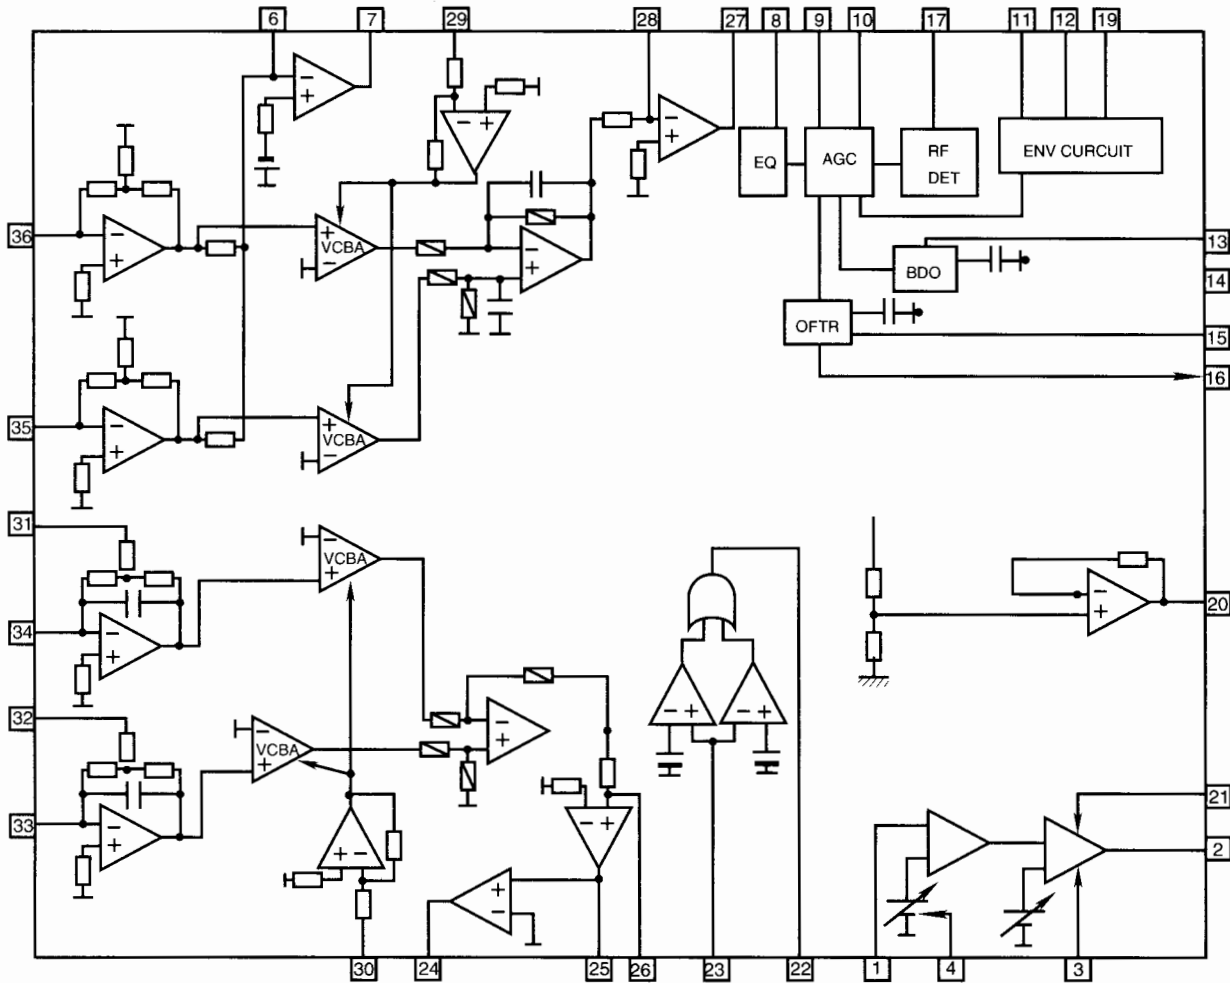 6 7 29 28 27 8 9 10 17 11 12 19
− +
− +
EQ AGC RF DET ENV CURCUIT
− +
36 − + + VCBA − − + 13
BDO 14
OFTR 15
16
35 − + + VCBA −
31 − VCBA +
34 − + − + 20
32 − VCBA + − + − + − +
33 − + − + 21
+ − + − 2
30 24 25 26 23 22 1 4 3